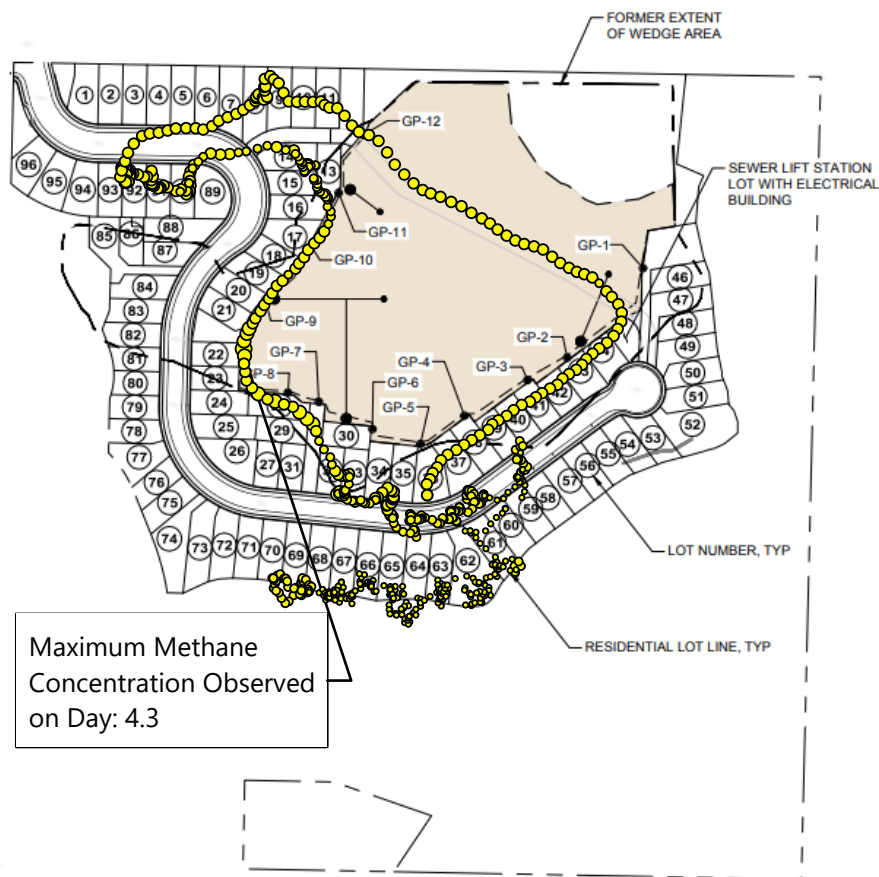 FORMER EXTENT
OF WEDGE AREA
1 2 3 4 5 6 7 9 10 11
GP-12
96
95
94 93 92 89
14 13
15
16
17
18
19
20
21
SEWER LIFT STATION
LOT WITH ELECTRICAL
BUILDING
GP-11
GP-10
GP-1
88
85 86
87
84
83
82
81
80
79
78
77
76
75
74
46
47
48
49
50
51
52
GP-9
GP-2
GP-7
GP-4
GP-3
GP-8
GP-6
GP-5
22
23
24
25
26
27 31
29
30
34 35
37
40
41
42
53
54
55
56
57
58
59
60
61
62
73 72 71 70 69 68 67 66 65 64 63
LOT NUMBER, TYP
RESIDENTIAL LOT LINE, TYP
Maximum Methane
Concentration Observed
on Day: 4.3